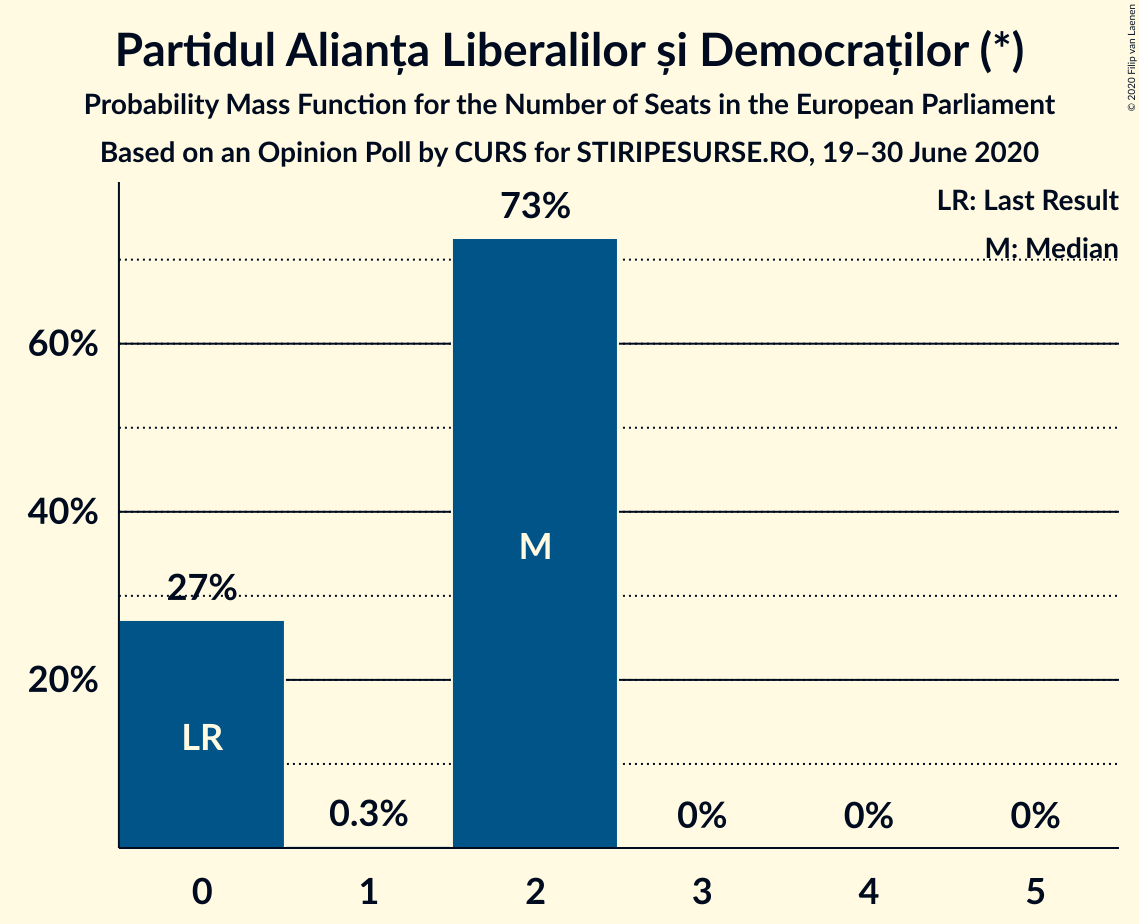 Partidul Alianța Liberalilor și Democraților (*)
Probability Mass Function for the Number of Seats in the European Parliament
Based on an Opinion Poll by CURS for STIRIPESURSE.RO, 19–30 June 2020
© 2020 Filip van Laenen
LR: Last Result
M: Median
73%
60%
40%
M
27%
20%
LR
0.3%
0%
0%
0%
0
1
2
3
4
5